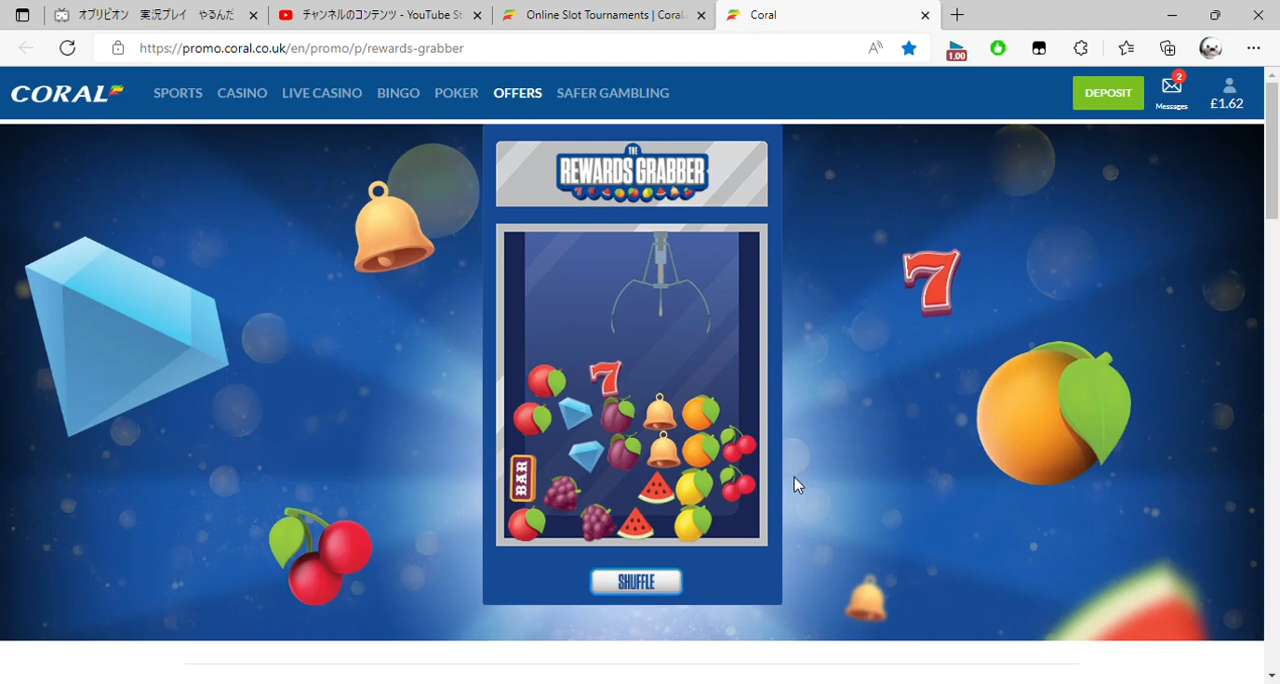 オブリビオン 実況プレイ やるんだ
チャンネルのコンテンツ - YouTube St
Online Slot Tournaments | Coral.
Coral
https://promo.coral.co.uk/en/promo/p/rewards-grabber
1.00
CORAL
SPORTS CASINO LIVE CASINO BINGO POKER OFFERS SAFER GAMBLING
DEPOSIT
2
Messages
£1.62
THE
REWARDS GRABBER
7
7
BAR
SHUFFLE